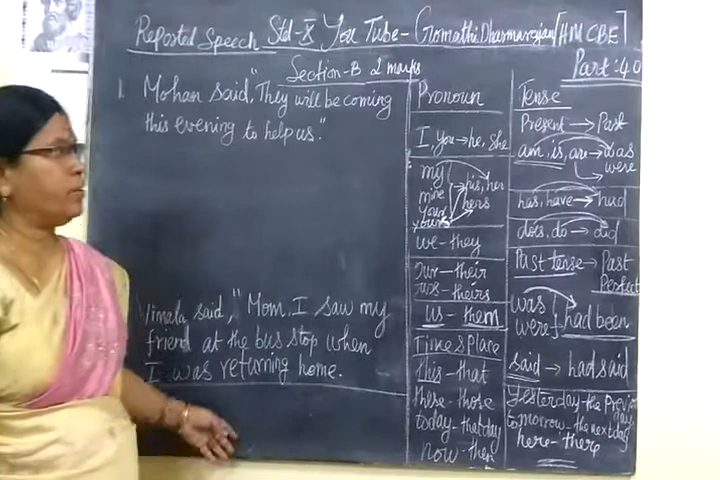 Reported Speech Std-X You Tube - Gomathi Dharmarajan [HM CBE]
Part: 40
Section-B 2 marks
1. Mohan said, "They will be coming
this evening to help us."
Vimala said, "Mom, I saw my
friend at the bus stop when
I was returning home.
Pronoun
I, you → he, she
my
mine
your
yours
his, her
hers
we - they
our - their
ours - theirs
us - them
Time & Place
This - that
these - those
today - that day
now - then
Tense
Present → Past
am, is, are → was
were
has, have → had
does, do → did
Past tense → Past
Perfect
was
were
had been
said → had said
Yesterday - the previous
day
tomorrow - the next day
here - there